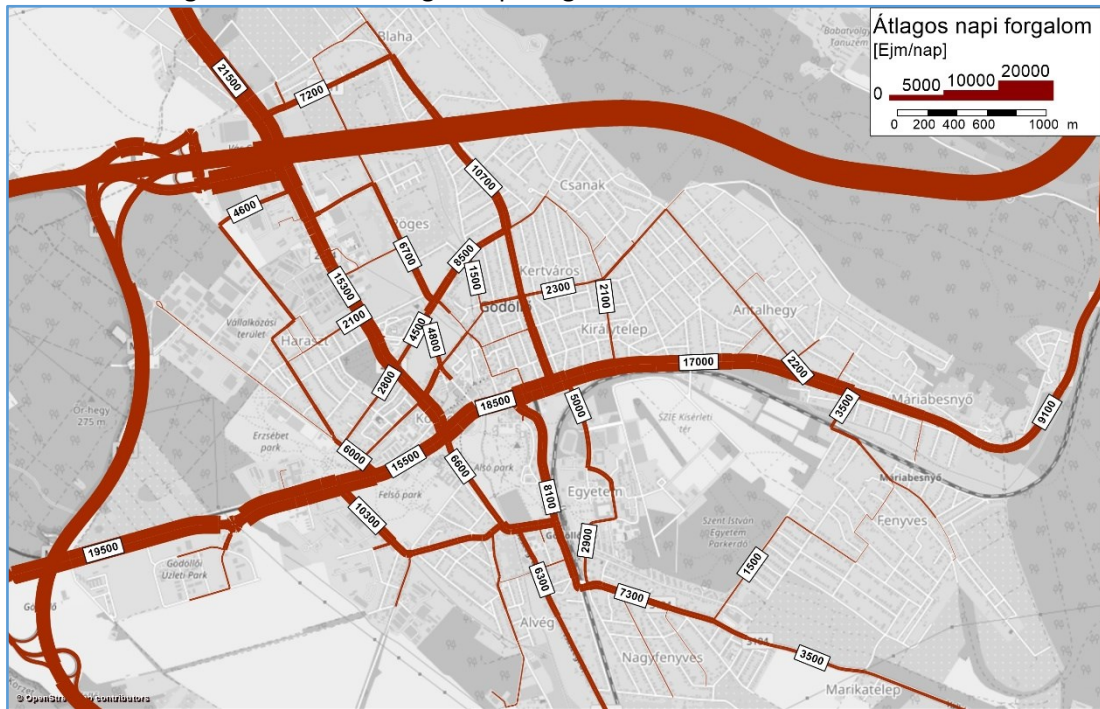 Átlagos napi forgalom
[Ejm/nap]
0 5000 10000 20000
0 200 400 600 1000 m
Blaha
21500
7200
Csanak
10700
4600
Röges
6700
8500
1500
Kertváros
2300
2100
Gödöllő
15300
2100
Vállalkozási
terület
Haraszt
4500
4800
Királytelep
Antalhegy
17000
2200
2800
3500
Máriabesnyő
9100
Őr-hegy
275 m
18500
5000
SZIE Kisérleti
tér
Erzsébet
park
6000
15500
Alsó park
6600
Felső park
8100
Egyetem
Máriabesnyő
10300
2900
Szent István
Egyetem
Parkerdő
Fenyves
19500
Gödöllői
Üzleti Park
6300
1500
7300
Alvég
Nagyfenyves
3500
Marikatelep
© OpenStreetMap contributors